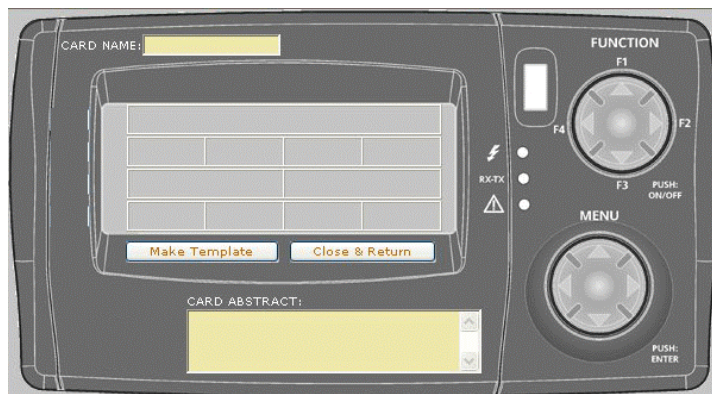 CARD NAME:
FUNCTION
F1
F4
F2
RX-TX
F3
PUSH:
ON/OFF
MENU
Make Template
Close & Return
CARD ABSTRACT:
PUSH:
ENTER